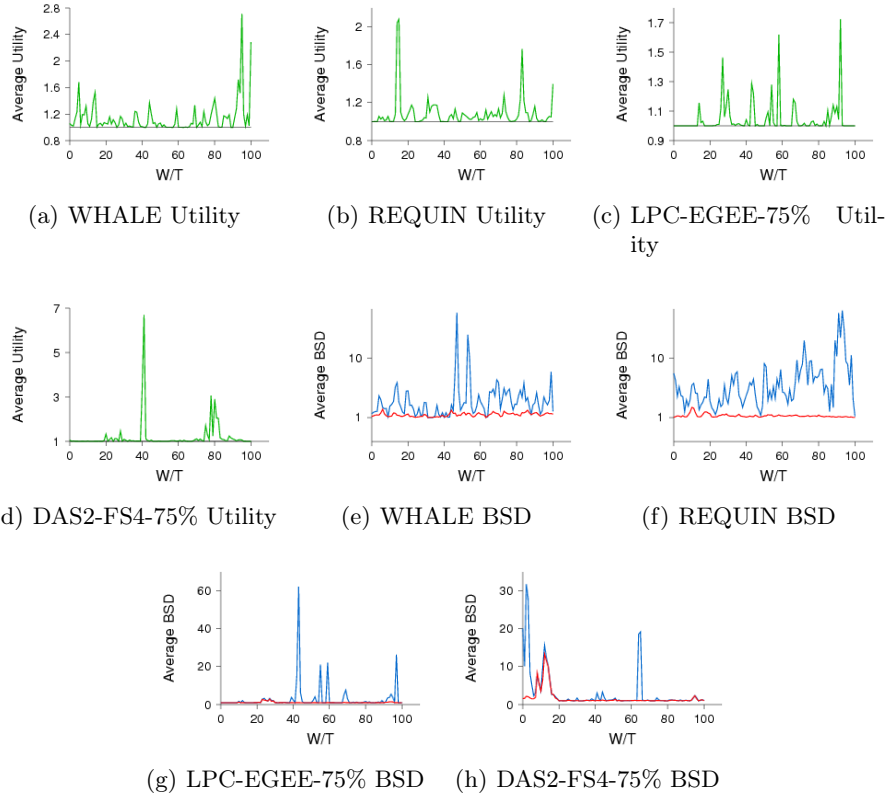 2.8
2.4
2
1.6
1.2
0.8
Average Utility
0 20 40 60 80 100
W/T
(a) WHALE Utility
2
1.6
1.2
0.8
Average Utility
0 20 40 60 80 100
W/T
(b) REQUIN Utility
1.7
1.5
1.3
1.1
0.9
Average Utility
0 20 40 60 80 100
W/T
(c) LPC-EGEE-75% Util-
ity
7
5
3
1
Average Utility
0 20 40 60 80 100
W/T
d) DAS2-FS4-75% Utility
10
1
Average BSD
0 20 40 60 80 100
W/T
(e) WHALE BSD
10
1
Average BSD
0 20 40 60 80 100
W/T
(f) REQUIN BSD
60
40
20
0
Average BSD
0 20 40 60 80 100
W/T
(g) LPC-EGEE-75% BSD
30
20
10
0
Average BSD
0 20 40 60 80 100
W/T
(h) DAS2-FS4-75% BSD